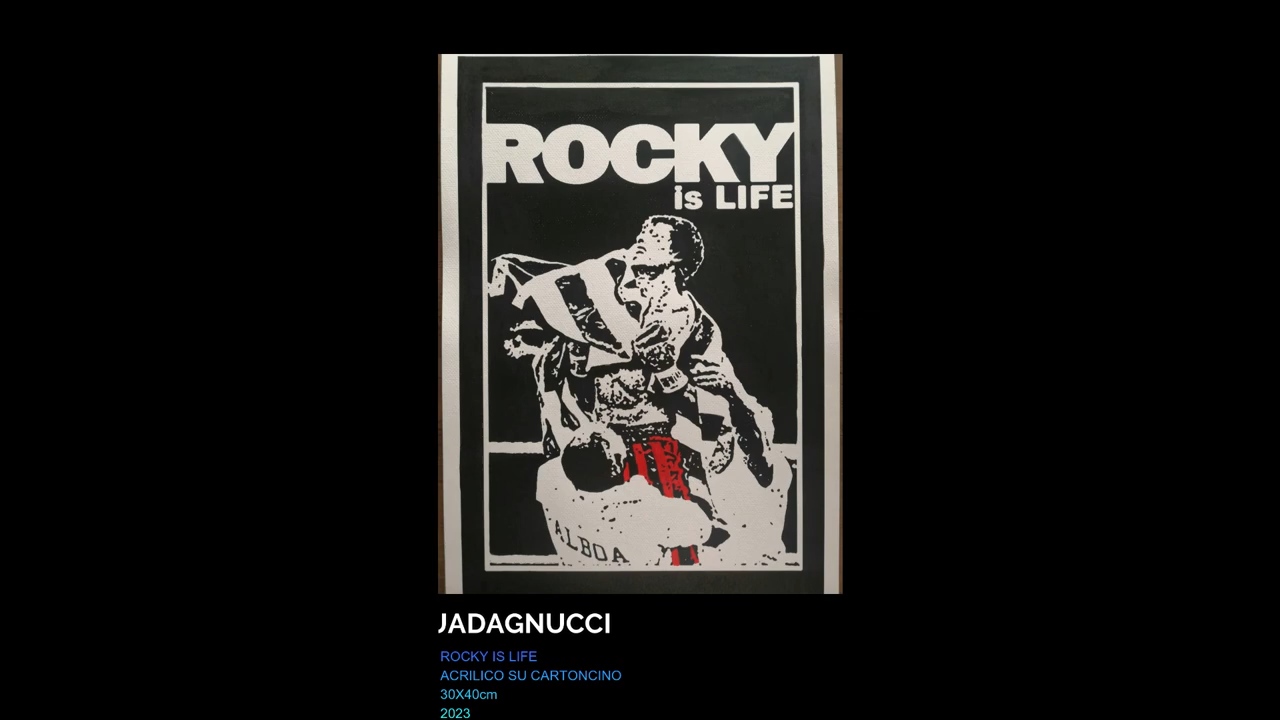 ROCKY
is LIFE
ALBOA
JADAGNUCCI
ROCKY IS LIFE
ACRILICO SU CARTONCINO
30X40cm
2023